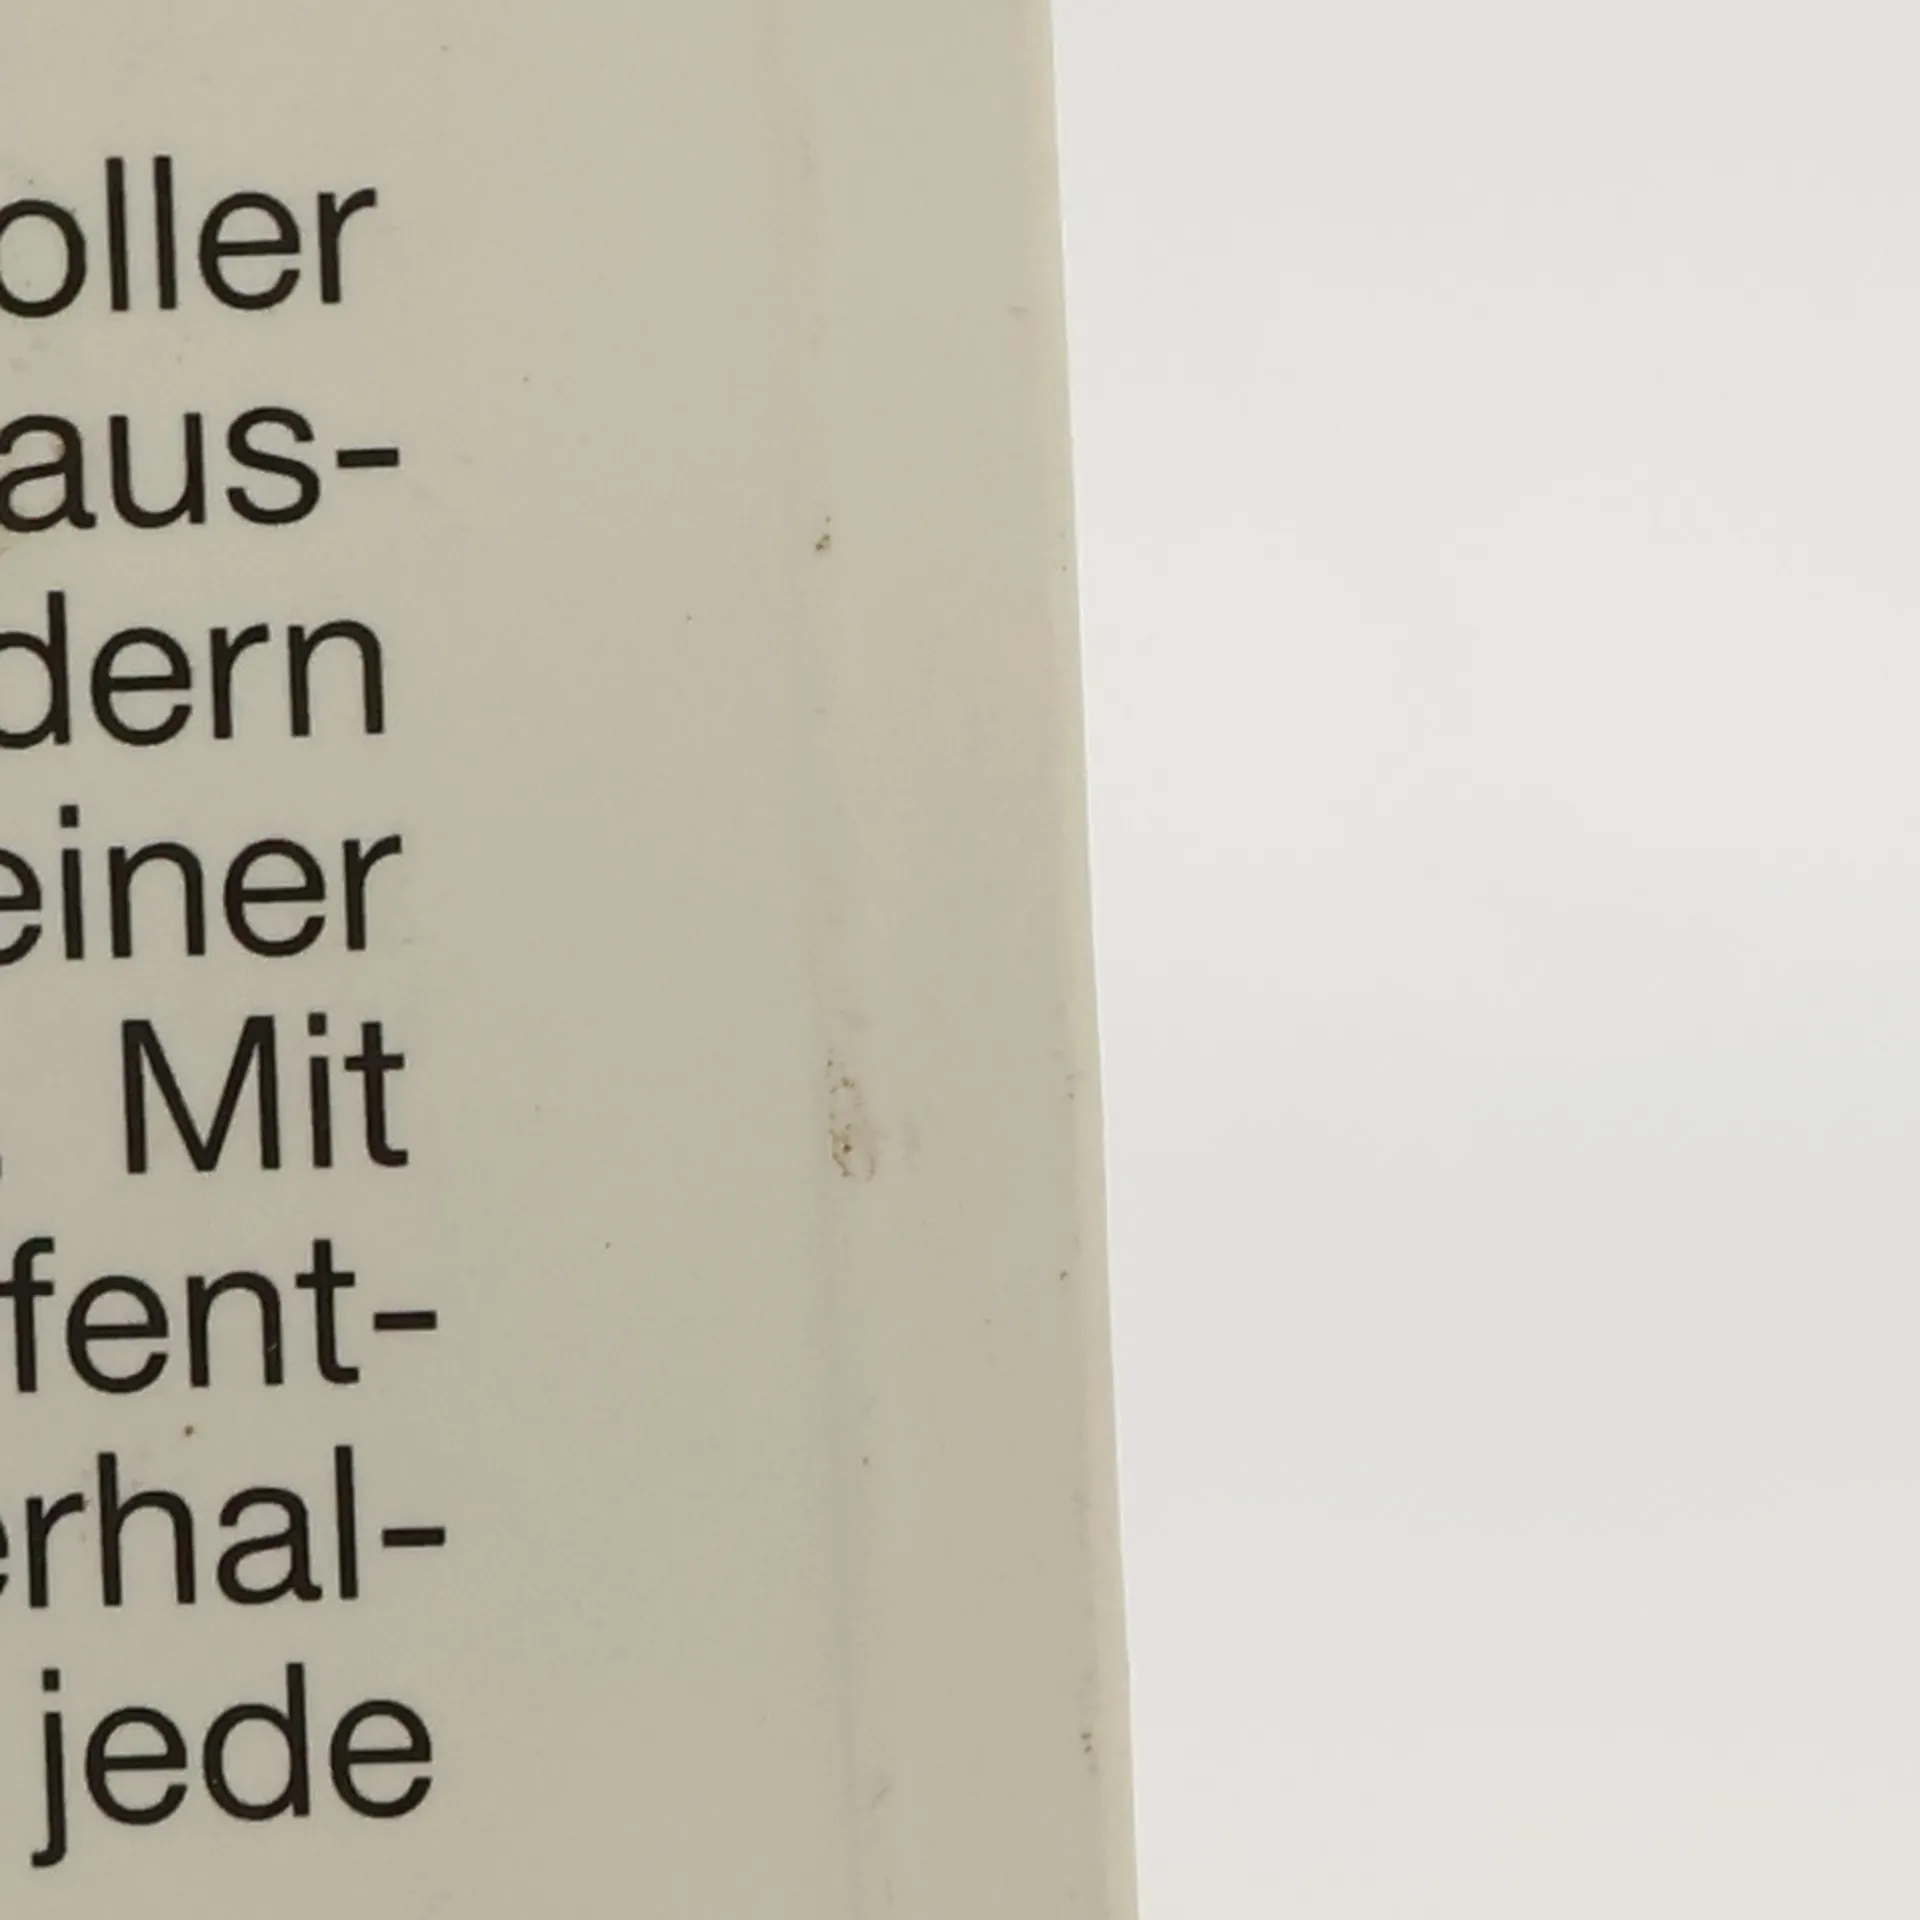 oller
aus-
dern
einer
. Mit
fent-
erhal-
jede